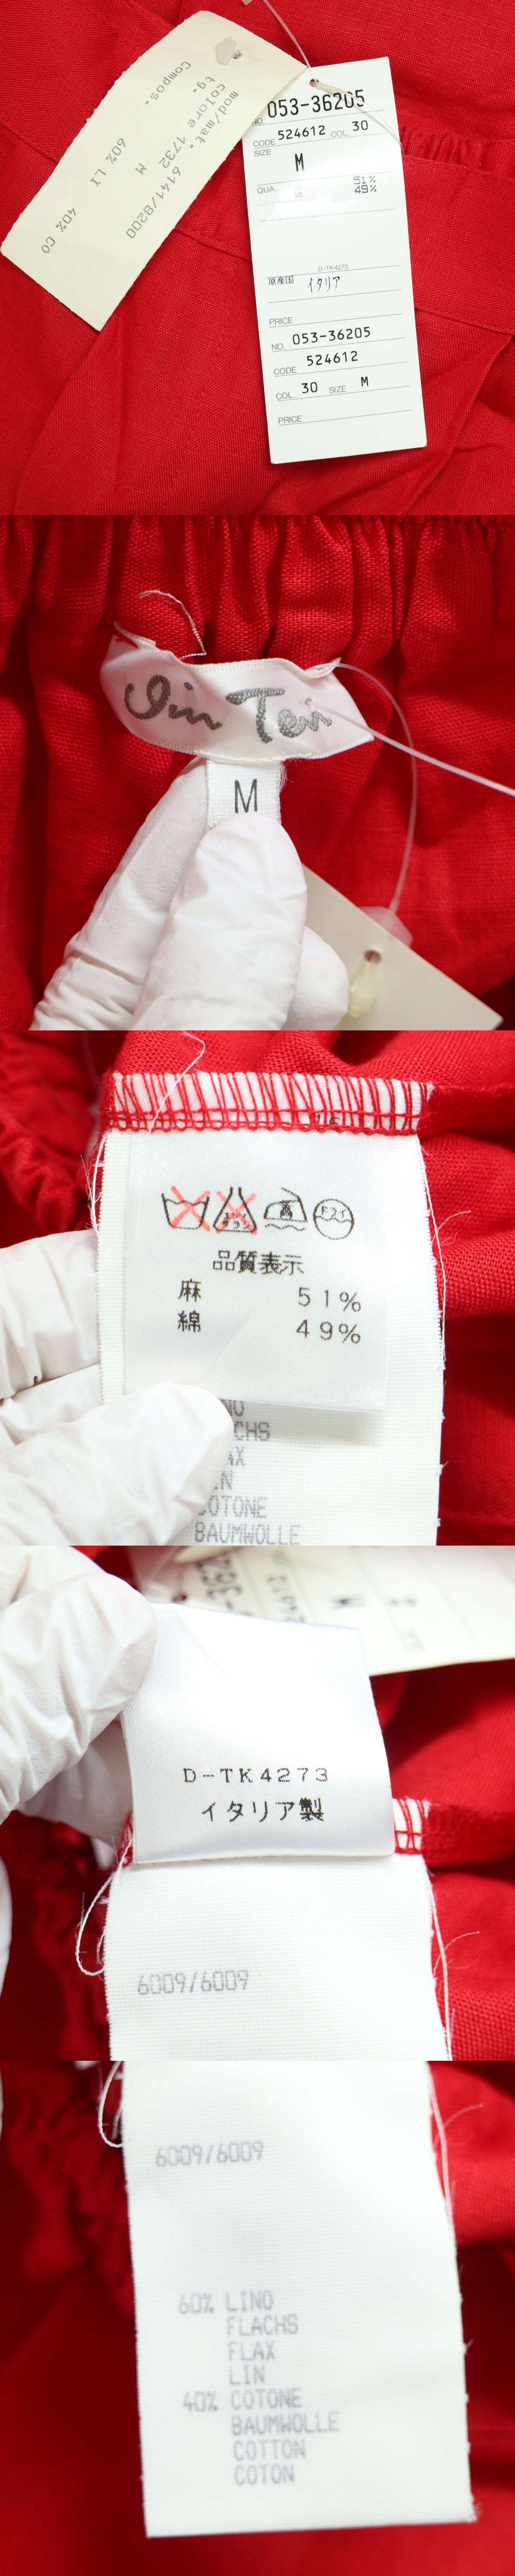 mod/mat. 6141/8200
colore 1732
tg. M
Compos. 60% LI 40% CO
NO 053-36205
CODE 524612 COL. 30
SIZE M
QUA. 51%
49%
D-TK4273
原産国 イタリア
PRICE
NO. 053-36205
CODE 524612
COL. 30 SIZE M
PRICE
M
品質表示
麻 51%
綿 49%
COTONE
BAUMWOLLE
D-TK4273
イタリア製
6009/6009
6009/6009
60% LINO
FLACHS
FLAX
LIN
40% COTONE
BAUMWOLLE
COTTON
COTON